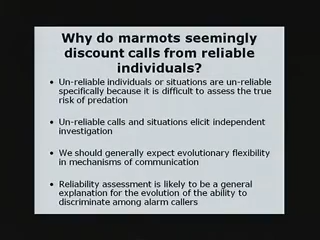 Why do marmots seemingly
discount calls from reliable
individuals?
• Un-reliable individuals or situations are un-reliable
specifically because it is difficult to assess the true
risk of predation
• Un-reliable calls and situations elicit independent
investigation
• We should generally expect evolutionary flexibility
in mechanisms of communication
• Reliability assessment is likely to be a general
explanation for the evolution of the ability to
discriminate among alarm callers